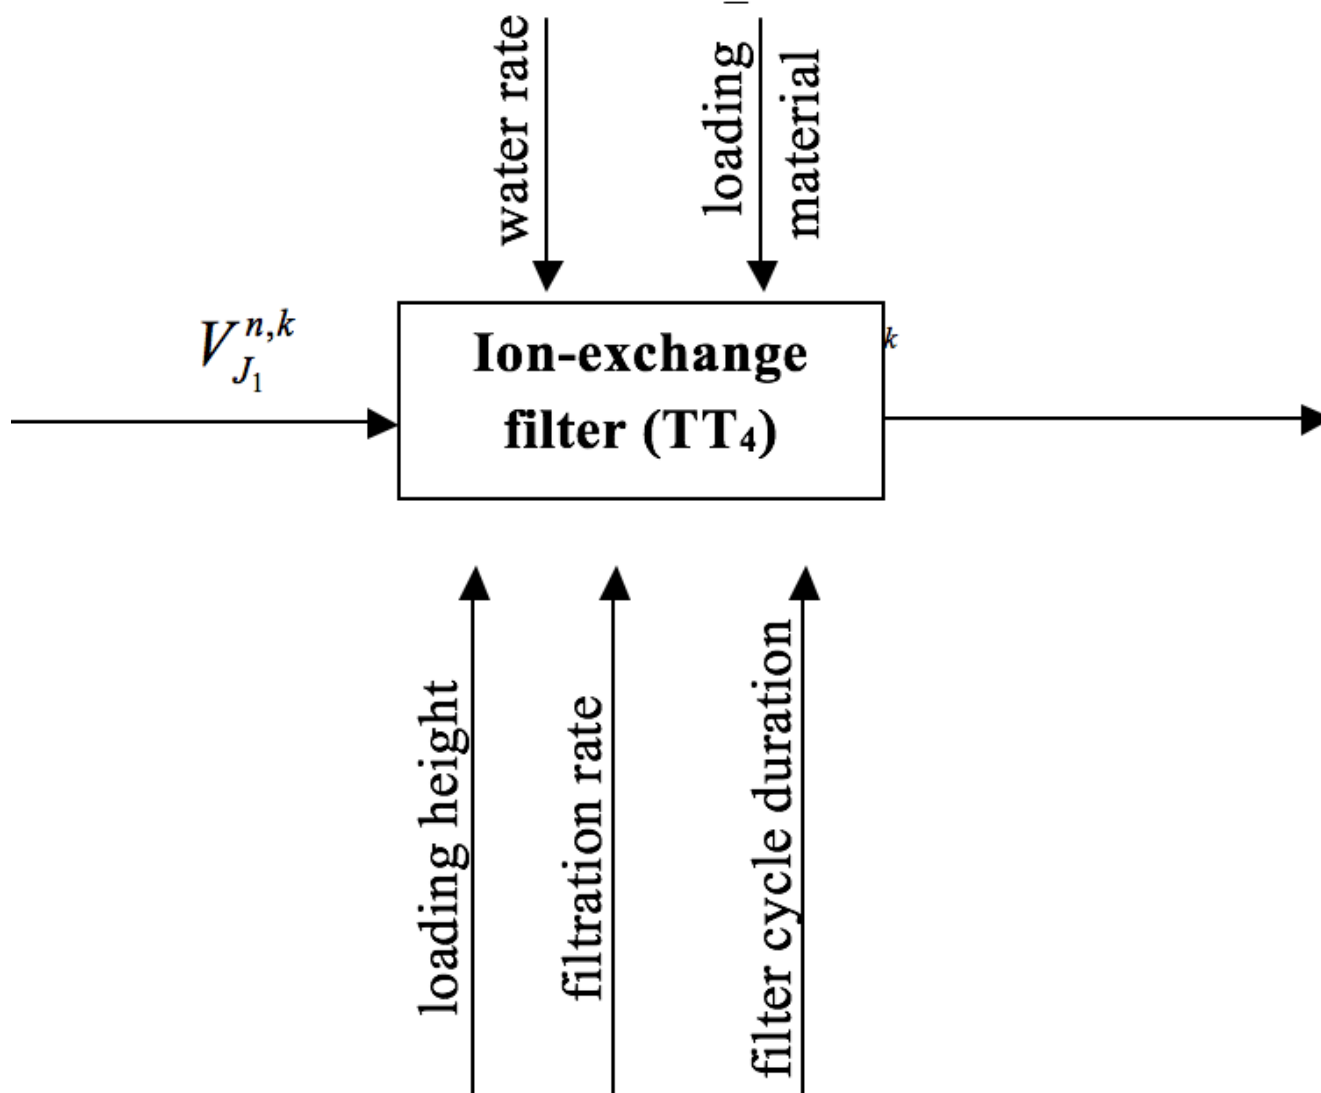 water rate
loading
material
V_{J_1}^{n,k}
Ion-exchange
filter (TT₄)
k
loading height
filtration rate
filter cycle duration